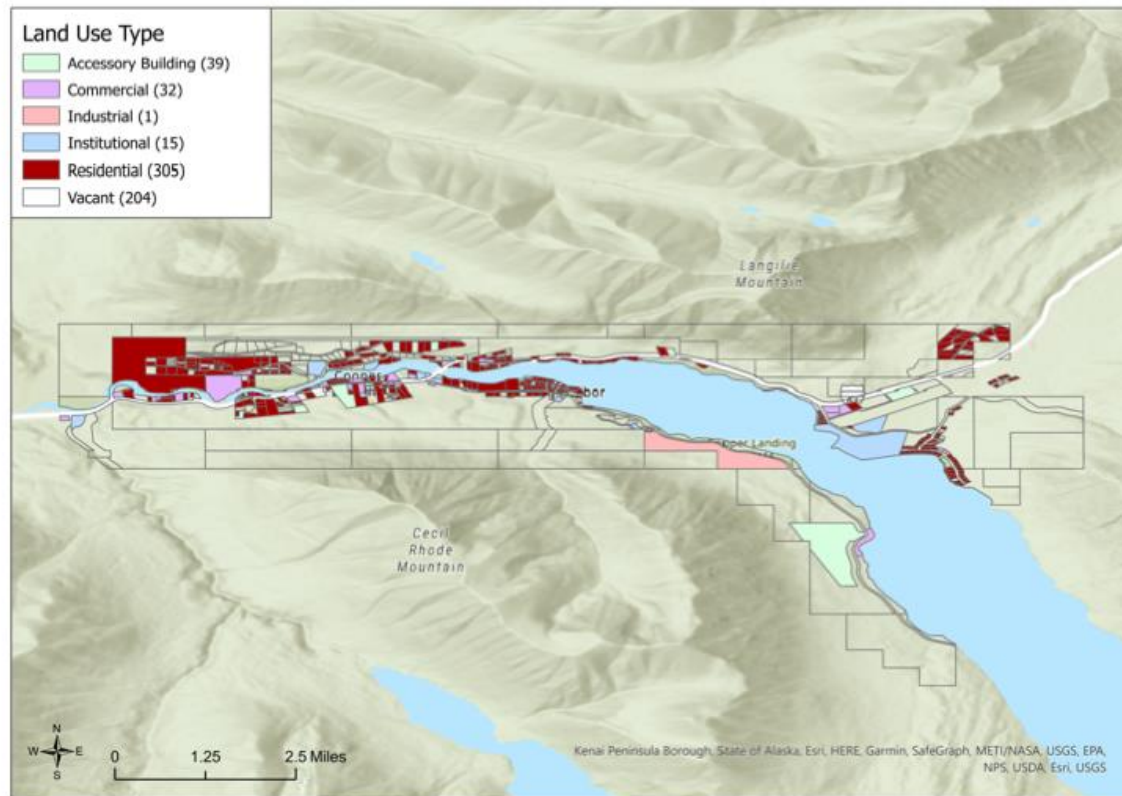 Land Use Type
Accessory Building (39)
Commercial (32)
Industrial (1)
Institutional (15)
Residential (305)
Vacant (204)
Langille
Mountain
Landing
Cecil
Rhode
Mountain
N
W E
S
0 1.25 2.5 Miles
Kenai Peninsula Borough, State of Alaska, Esri, HERE, Garmin, SafeGraph, METI/NASA, USGS, EPA,
NPS, USDA, Esri, USGS